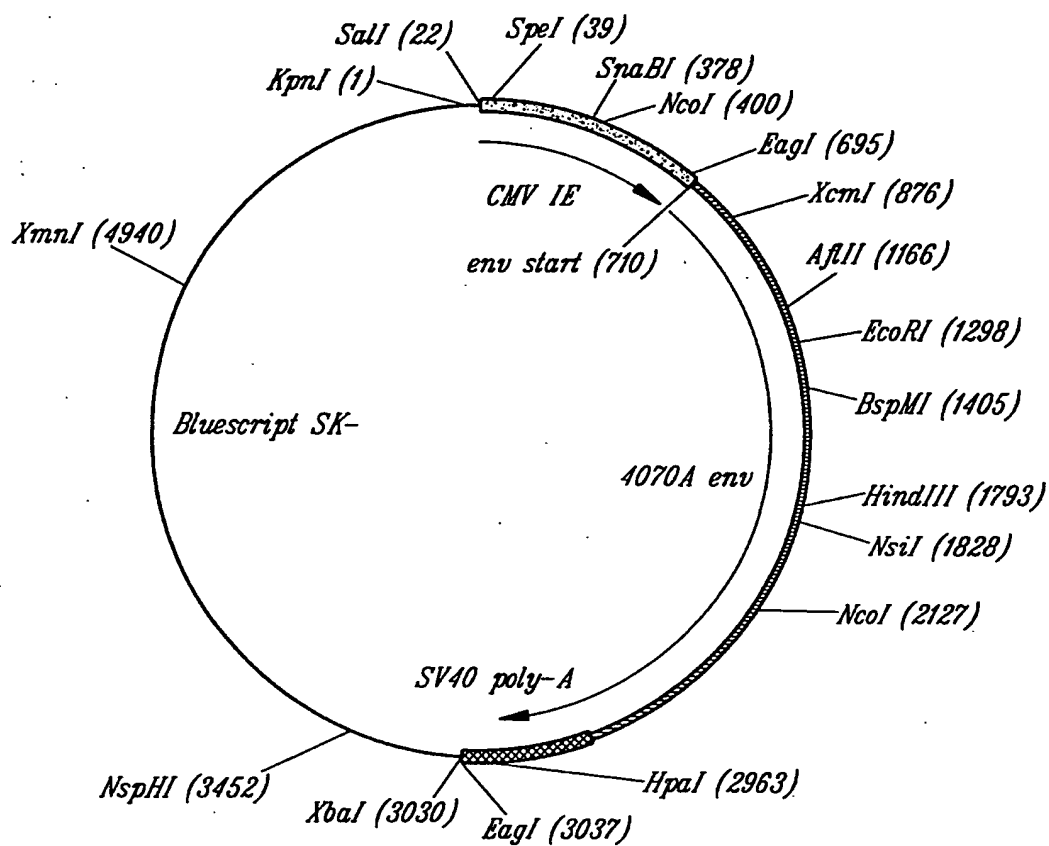 SalI (22)
SpeI (39)
KpnI (1)
SnaBI (378)
NcoI (400)
EagI (695)
CMV IE
XcmI (876)
XmnI (4940)
env start (710)
AflII (1166)
EcoRI (1298)
BspMI (1405)
Bluescript SK-
4070A env
HindIII (1793)
NsiI (1828)
NcoI (2127)
SV40 poly-A
NspHI (3452)
HpaI (2963)
XbaI (3030)
EagI (3037)